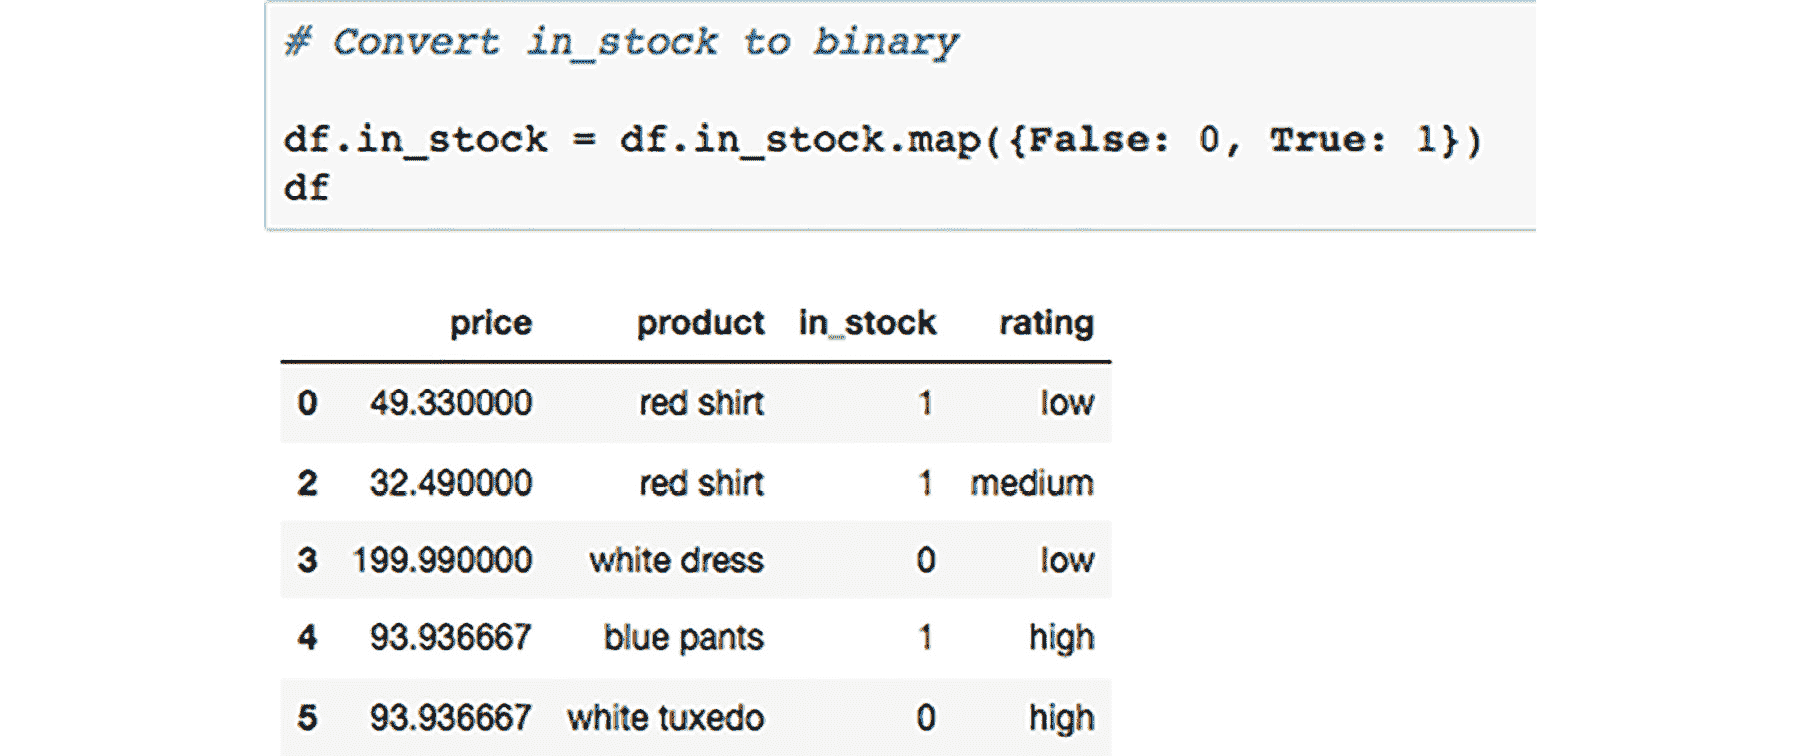 # Convert in_stock to binary
df.in_stock = df.in_stock.map({False: 0, True: 1})
df
price product in_stock rating
0 49.330000 red shirt 1 low
2 32.490000 red shirt 1 medium
3 199.990000 white dress 0 low
4 93.936667 blue pants 1 high
5 93.936667 white tuxedo 0 high